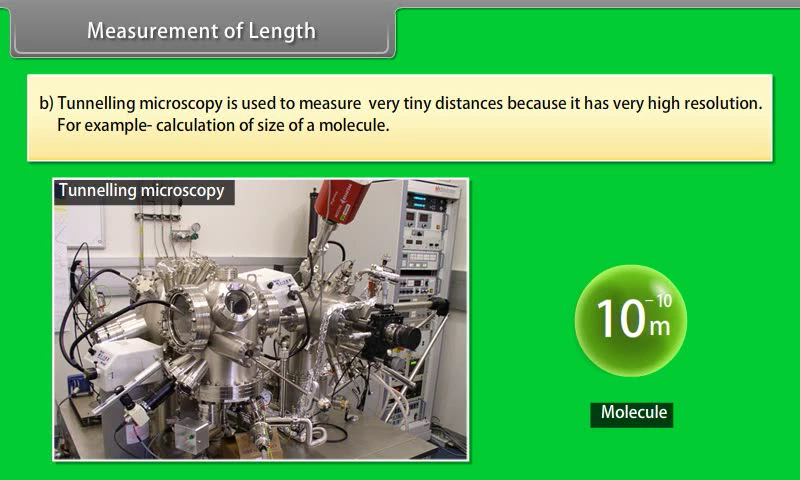 Measurement of Length
b) Tunnelling microscopy is used to measure very tiny distances because it has very high resolution.
For example- calculation of size of a molecule.
Tunnelling microscopy
10⁻¹⁰m
Molecule